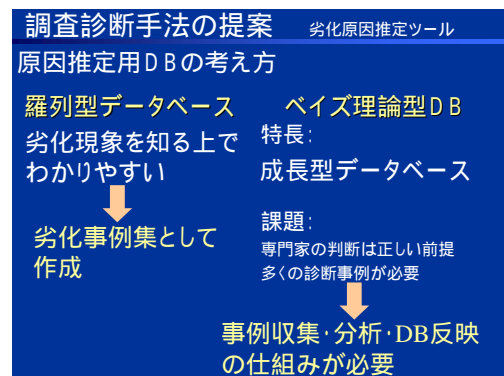 調査診断手法の提案 劣化原因推定ツール
原因推定用DBの考え方
羅列型データベース
劣化現象を知る上で
わかりやすい
劣化事例集として
作成
ベイズ理論型DB
特長:
成長型データベース
課題:
専門家の判断は正しい前提
多くの診断事例が必要
事例収集・分析・DB反映
の仕組みが必要